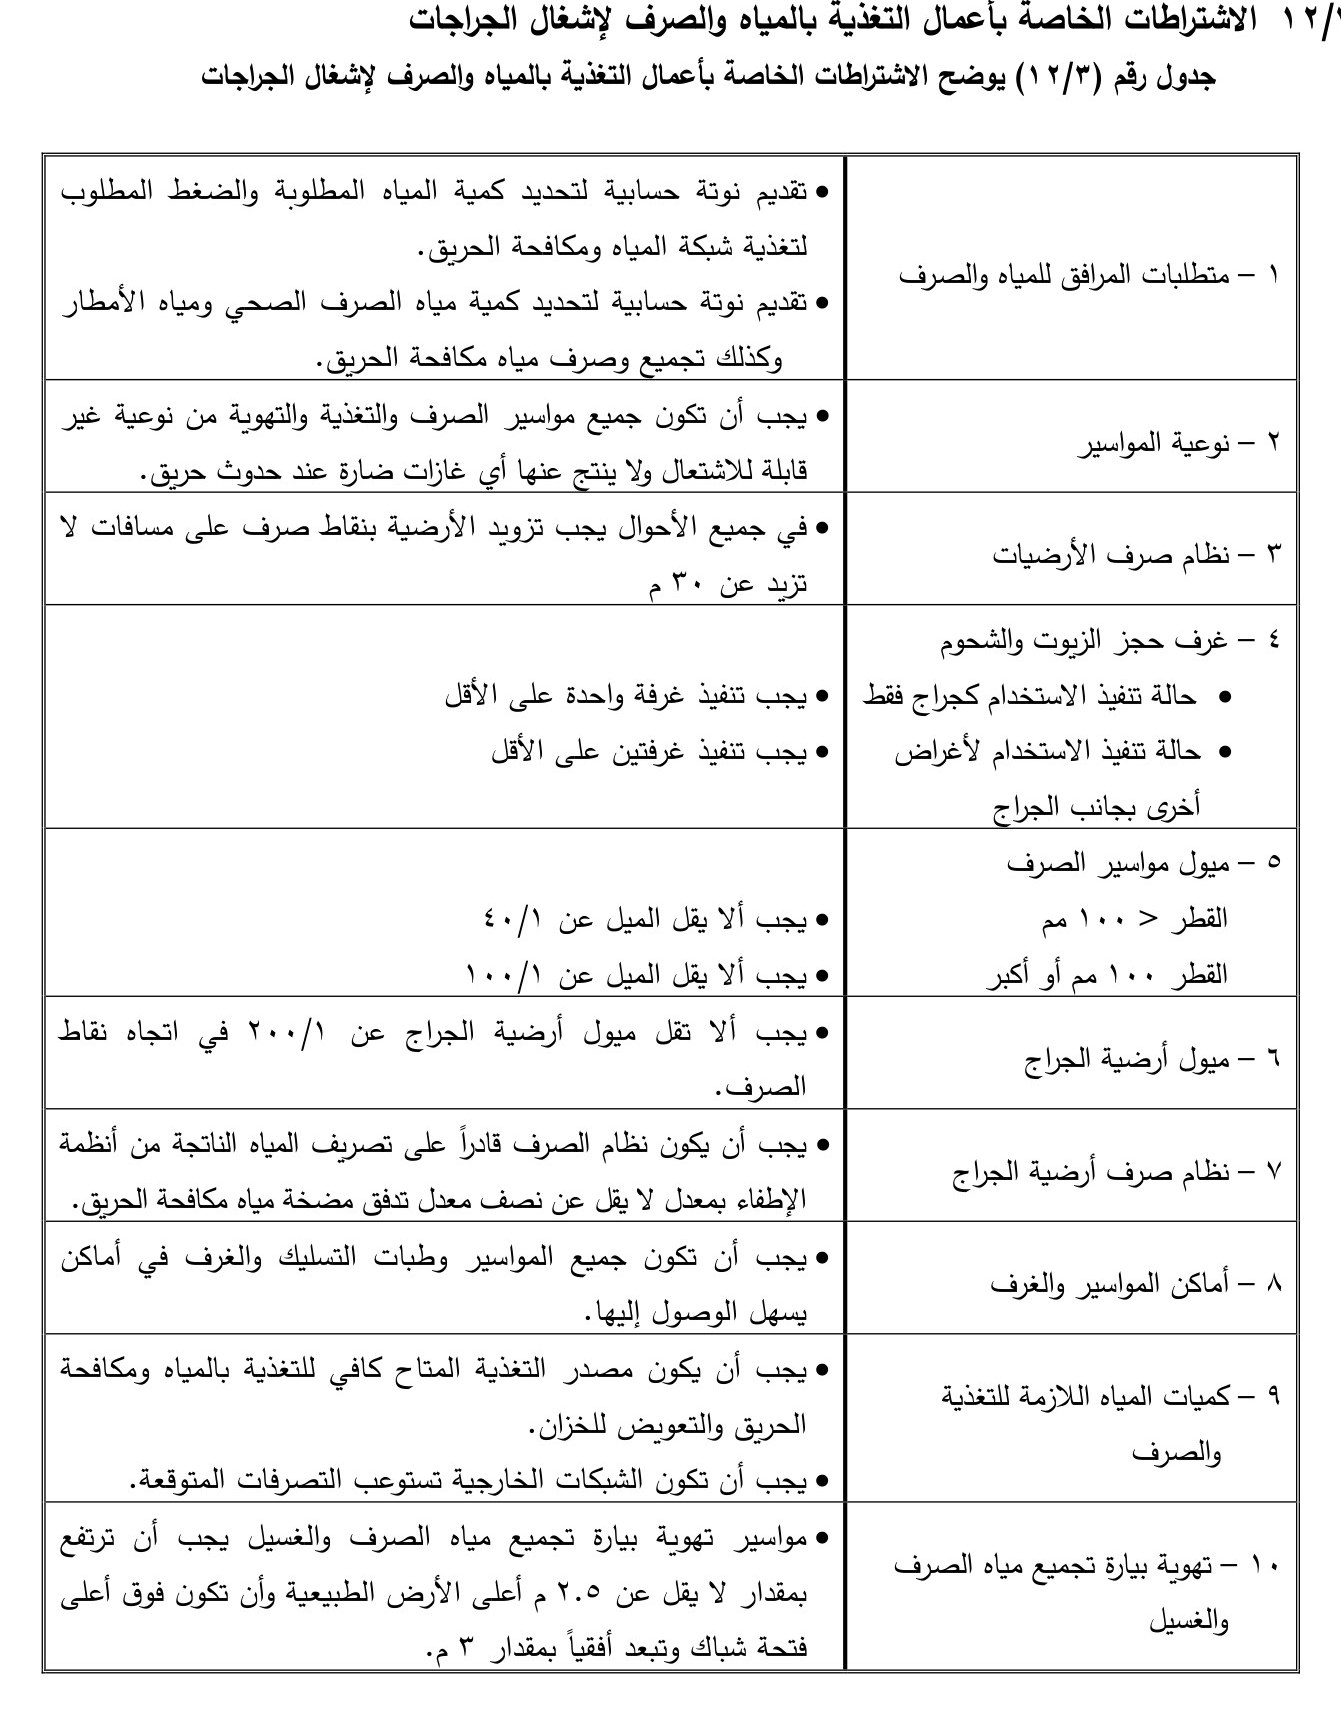 ١٢/ الاشتراطات الخاصة بأعمال التغذية بالمياه والصرف لإشغال الجراجات
جدول رقم (١٢/٣) يوضح الاشتراطات الخاصة بأعمال التغذية بالمياه والصرف لإشغال الجراجات
١ – متطلبات المرافق للمياه والصرف
• تقديم نوتة حسابية لتحديد كمية المياه المطلوبة والضغط المطلوب
لتغذية شبكة المياه ومكافحة الحريق.
• تقديم نوتة حسابية لتحديد كمية مياه الصرف الصحي ومياه الأمطار
وكذلك تجميع وصرف مياه مكافحة الحريق.
٢ – نوعية المواسير
• يجب أن تكون جميع مواسير الصرف والتغذية والتهوية من نوعية غير
قابلة للاشتعال ولا ينتج عنها أي غازات ضارة عند حدوث حريق.
٣ – نظام صرف الأرضيات
• في جميع الأحوال يجب تزويد الأرضية بنقاط صرف على مسافات لا
تزيد عن ٣٠ م
٤ – غرف حجز الزيوت والشحوم
• حالة تنفيذ الاستخدام كجراج فقط
• حالة تنفيذ الاستخدام لأغراض
أخرى بجانب الجراج
• يجب تنفيذ غرفة واحدة على الأقل
• يجب تنفيذ غرفتين على الأقل
٥ – ميول مواسير الصرف
القطر < ١٠٠ مم
القطر ١٠٠ مم أو أكبر
• يجب ألا يقل الميل عن ٤٠/١
• يجب ألا يقل الميل عن ١٠٠/١
٦ – ميول أرضية الجراج
• يجب ألا تقل ميول أرضية الجراج عن ٢٠٠/١ في اتجاه نقاط
الصرف.
٧ – نظام صرف أرضية الجراج
• يجب أن يكون نظام الصرف قادراً على تصريف المياه الناتجة من أنظمة
الإطفاء بمعدل لا يقل عن نصف معدل تدفق مضخة مياه مكافحة الحريق.
٨ – أماكن المواسير والغرف
• يجب أن تكون جميع المواسير وطبات التسليك والغرف في أماكن
يسهل الوصول إليها.
٩ – كميات المياه اللازمة للتغذية
والصرف
• يجب أن يكون مصدر التغذية المتاح كافي للتغذية بالمياه ومكافحة
الحريق والتعويض للخزان.
• يجب أن تكون الشبكات الخارجية تستوعب التصرفات المتوقعة.
١٠ – تهوية بيارة تجميع مياه الصرف
والغسيل
• مواسير تهوية بيارة تجميع مياه الصرف والغسيل يجب أن ترتفع
بمقدار لا يقل عن ٢.٥ م أعلى الأرض الطبيعية وأن تكون فوق أعلى
فتحة شباك وتبعد أفقياً بمقدار ٣ م.